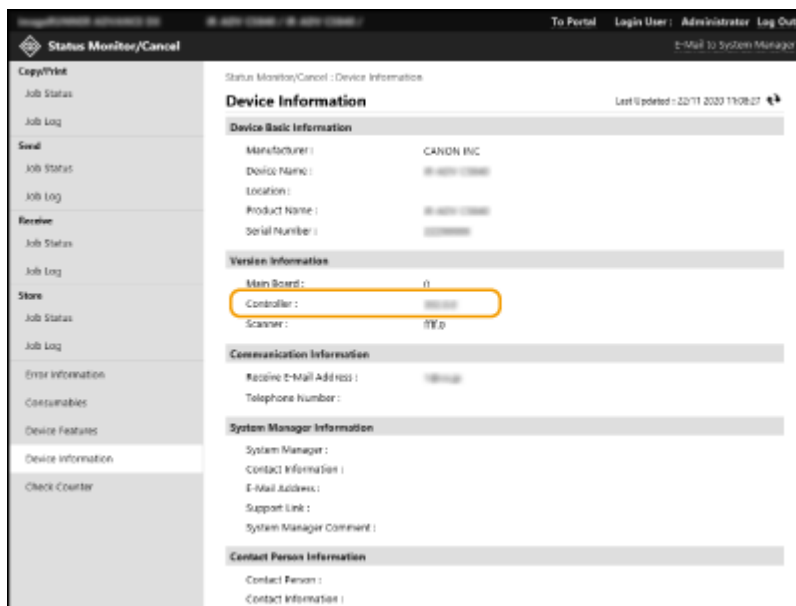 To Portal Login User : Administrator Log Out
Status Monitor/Cancel
E-Mail to System Manager
Copy/Print
Job Status
Job Log
Send
Job Status
Job Log
Receive
Job Status
Job Log
Store
Job Status
Job Log
Error Information
Consumables
Device Features
Device Information
Check Counter
Status Monitor/Cancel : Device Information
Device Information
Last Updated : 22/11 2020 11:08:27
Device Basic Information
Manufacturer : CANON INC
Device Name :
Location :
Product Name :
Serial Number :
Version Information
Main Board : 0
Controller :
Scanner :
Communication Information
Receive E-Mail Address :
Telephone Number :
System Manager Information
System Manager :
Contact Information :
E-Mail Address :
Support Link :
System Manager Comment :
Contact Person Information
Contact Person :
Contact Information :